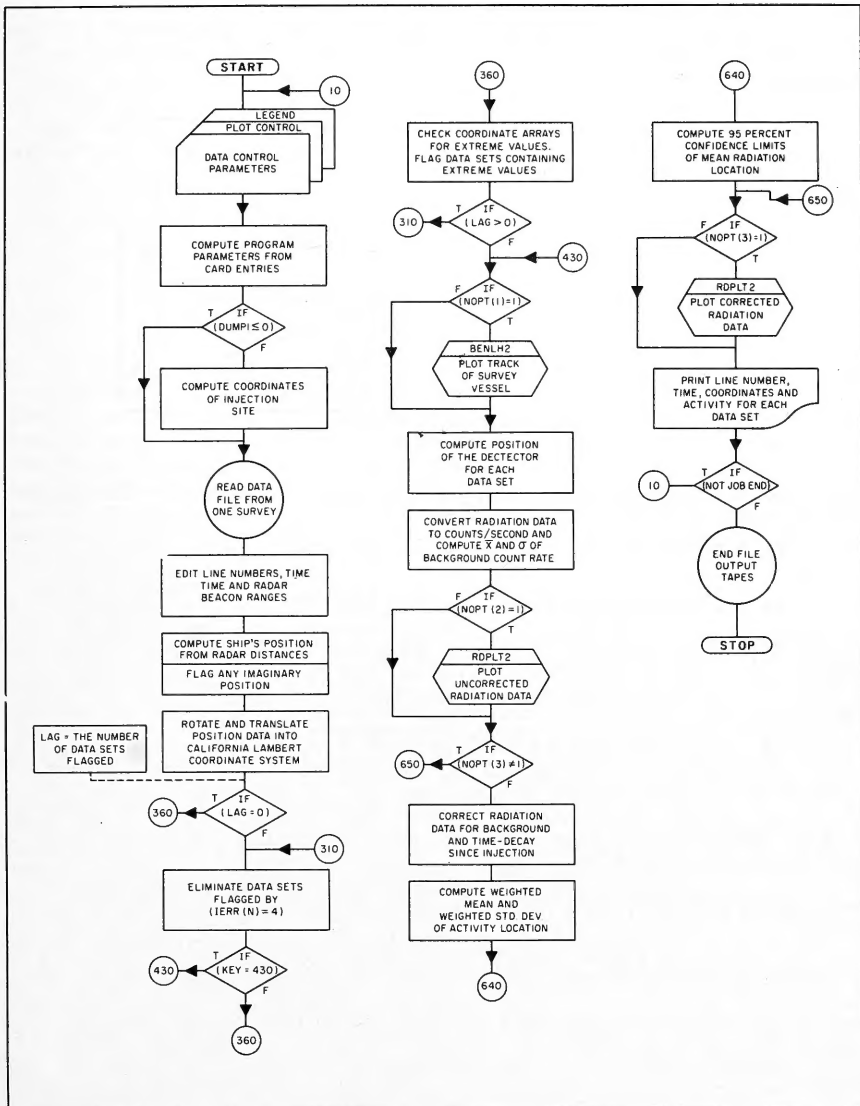 START
10
LEGEND
PLOT CONTROL
DATA CONTROL
PARAMETERS
COMPUTE PROGRAM
PARAMETERS FROM
CARD ENTRIES
T IF
(DUMPI ≤ 0)
F
COMPUTE COORDINATES
OF INJECTION
SITE
READ DATA
FILE FROM
ONE SURVEY
EDIT LINE NUMBERS, TIME
TIME AND RADAR
BEACON RANGES
COMPUTE SHIP'S POSITION
FROM RADAR DISTANCES
FLAG ANY IMAGINARY
POSITION
ROTATE AND TRANSLATE
POSITION DATA INTO
CALIFORNIA LAMBERT
COORDINATE SYSTEM
LAG = THE NUMBER
OF DATA SETS
FLAGGED
T IF
360
(LAG = 0)
F
310
ELIMINATE DATA SETS
FLAGGED BY
(IERR (N) = 4)
T IF
430
(KEY = 430)
F
360
360
CHECK COORDINATE ARRAYS
FOR EXTREME VALUES.
FLAG DATA SETS CONTAINING
EXTREME VALUES
T IF
310
(LAG > 0)
F
430
F IF
(NOPT (1) = 1)
T
BENLH2
PLOT TRACK
OF SURVEY
VESSEL
COMPUTE POSITION
OF THE DECTECTOR
FOR EACH
DATA SET
CONVERT RADIATION DATA
TO COUNTS/SECOND AND
COMPUTE X̅ AND σ OF
BACKGROUND COUNT RATE
F IF
(NOPT (2) = 1)
T
RDPLT2
PLOT
UNCORRECTED
RADIATION DATA
T IF
650
(NOPT (3) ≠ 1)
F
CORRECT RADIATION
DATA FOR BACKGROUND
AND TIME-DECAY
SINCE INJECTION
COMPUTE WEIGHTED
MEAN AND
WEIGHTED STD. DEV.
OF ACTIVITY LOCATION
640
640
COMPUTE 95 PERCENT
CONFIDENCE LIMITS
OF MEAN RADIATION
LOCATION
650
F IF
(NOPT (3) = 1)
T
RDPLT2
PLOT CORRECTED
RADIATION
DATA
PRINT LINE NUMBER,
TIME, COORDINATES AND
ACTIVITY FOR EACH
DATA SET
T IF
10
(NOT JOB END)
F
END FILE
OUTPUT
TAPES
STOP